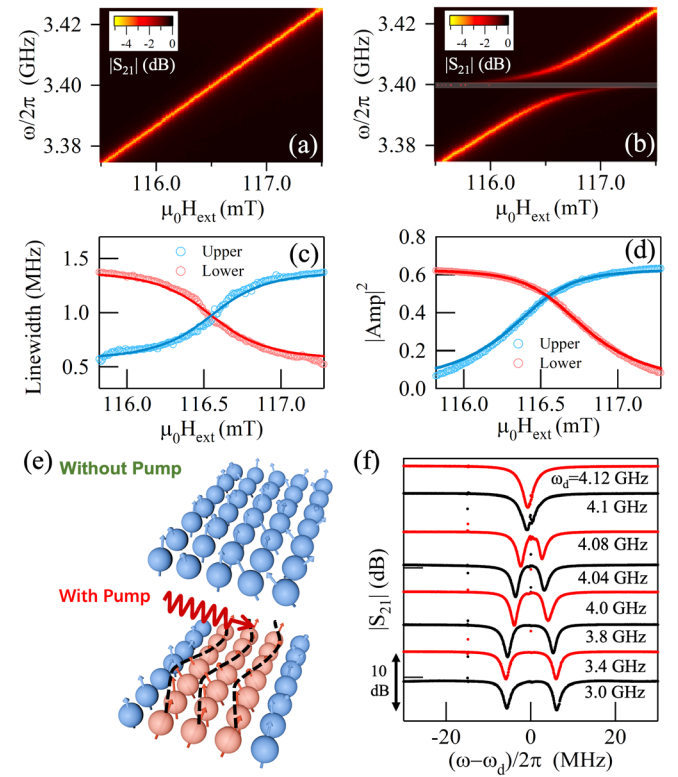 3.42
3.40
3.38
ω/2π (GHz)
-4 -2 0
|S21| (dB)
(a)
116.0 117.0
μ0Hext (mT)
3.42
3.40
3.38
ω/2π (GHz)
-4 -2 0
|S21| (dB)
(b)
116.0 117.0
μ0Hext (mT)
1.5
1.0
0.5
Linewidth (MHz)
Upper
Lower
(c)
116.0 116.5 117.0
μ0Hext (mT)
0.8
0.6
0.4
0.2
0.0
|Amp|²
(d)
Upper
Lower
116.0 116.5 117.0
μ0Hext (mT)
(e)
Without Pump
With Pump
(f)
|S21| (dB)
ωd=4.12 GHz
4.1 GHz
4.08 GHz
4.04 GHz
4.0 GHz
3.8 GHz
3.4 GHz
3.0 GHz
10
dB
-20 0 20
(ω−ωd)/2π (MHz)